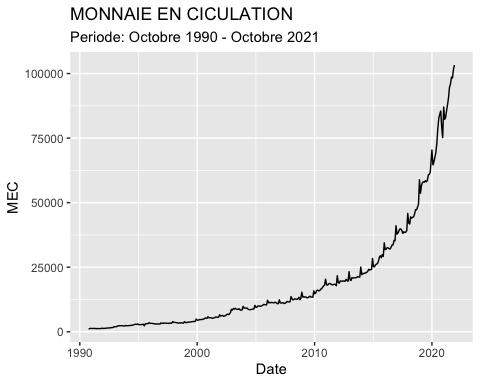 MONNAIE EN CICULATION
Periode: Octobre 1990 - Octobre 2021
100000
75000
50000
25000
0
MEC
1990 2000 2010 2020
Date